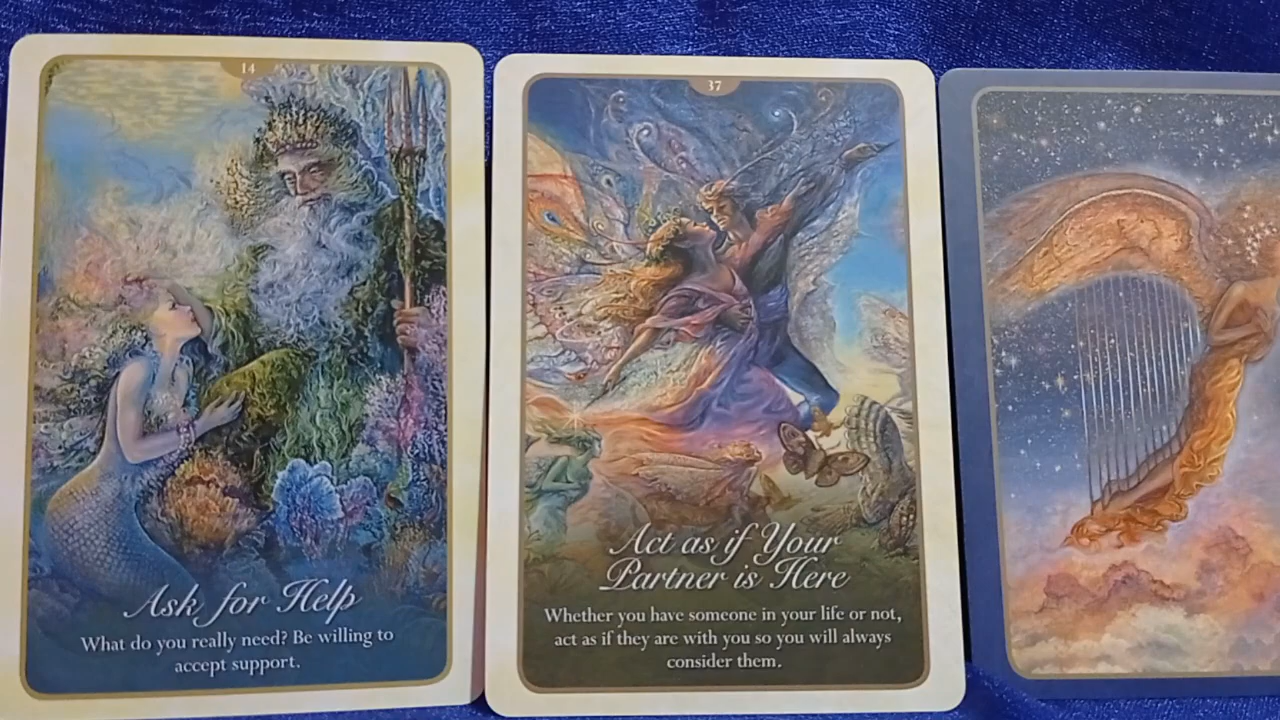 14
Ask for Help
What do you really need? Be willing to
accept support.
37
Act as if Your
Partner is Here
Whether you have someone in your life or not,
act as if they are with you so you will always
consider them.